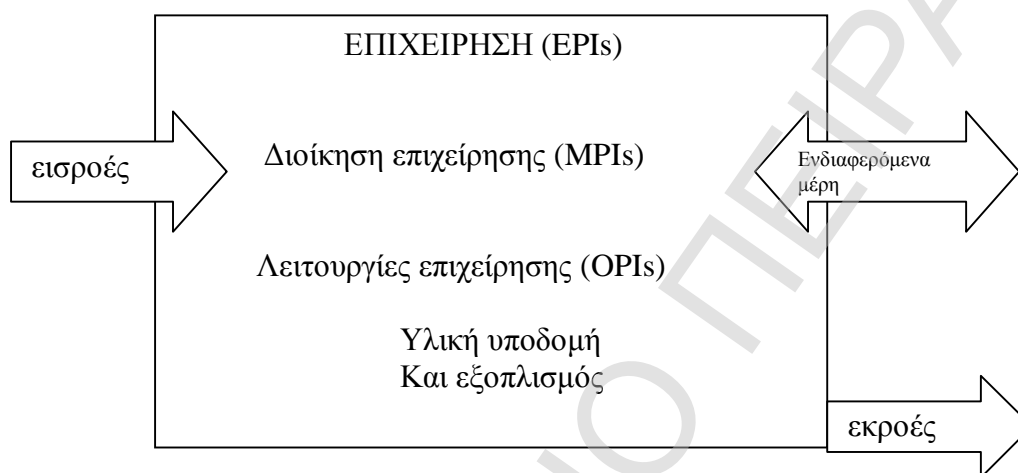 ΕΠΙΧΕΙΡΗΣΗ (EPIs)
εισροές
Διοίκηση επιχείρησης (MPIs)
Ενδιαφερόμενα
μέρη
Λειτουργίες επιχείρησης (OPIs)
Υλική υποδομή
Και εξοπλισμός
εκροές